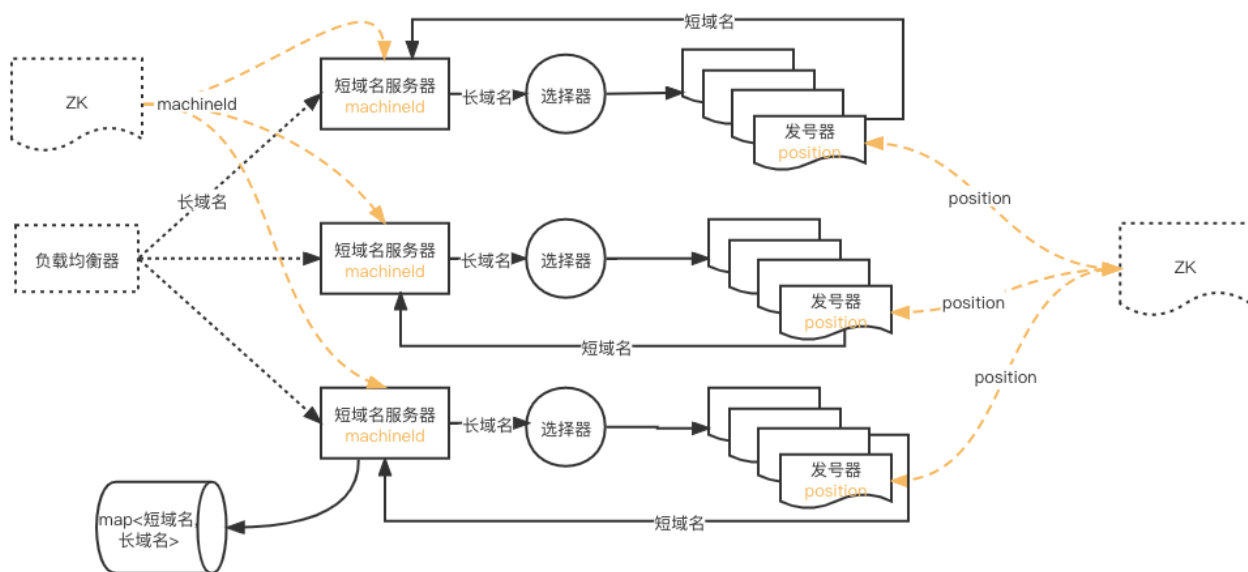 短域名
ZK
machineId
短域名服务器
machineId
长域名
选择器
发号器
position
position
长域名
负载均衡器
短域名服务器
machineId
长域名
选择器
发号器
position
position
ZK
短域名
position
短域名服务器
machineId
长域名
选择器
发号器
position
短域名
map<短域名,
长域名>